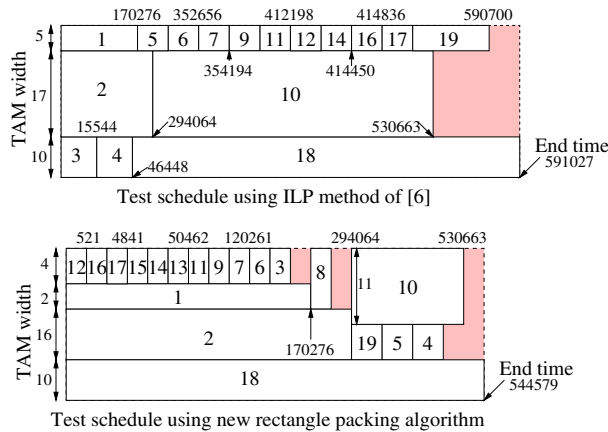 170276 352656 412198 414836 590700
5 1 5 6 7 9 11 12 14 16 17 19
354194 414450
TAM width
17 2 10
15544 294064 530663
10 3 4 18
46448
End time
591027
Test schedule using ILP method of [6]
521 4841 50462 120261 294064 530663
4 12 16 17 15 14 13 11 9 7 6 3 8 11 10
2 1
TAM width
16 2 170276 19 5 4
10 18
End time
544579
Test schedule using new rectangle packing algorithm